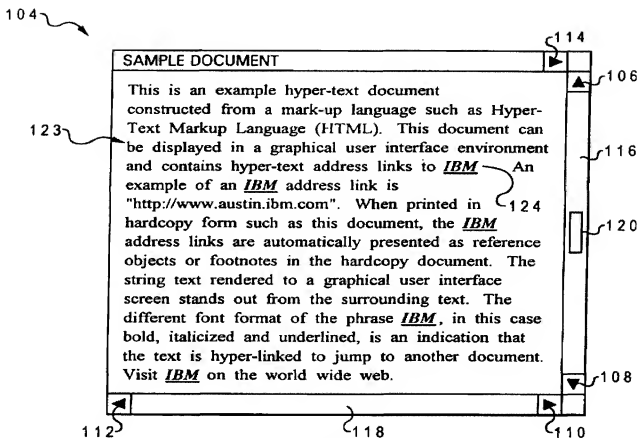 104
114
SAMPLE DOCUMENT
106
This is an example hyper-text document
constructed from a mark-up language such as Hyper-
Text Markup Language (HTML). This document can
123
be displayed in a graphical user interface environment
116
and contains hyper-text address links to IBM An
example of an IBM address link is
"http://www.austin.ibm.com". When printed in
124
hardcopy form such as this document, the IBM
120
address links are automatically presented as reference
objects or footnotes in the hardcopy document. The
string text rendered to a graphical user interface
screen stands out from the surrounding text. The
different font format of the phrase IBM, in this case
bold, italicized and underlined, is an indication that
the text is hyper-linked to jump to another document.
Visit IBM on the world wide web.
108
112
118
110